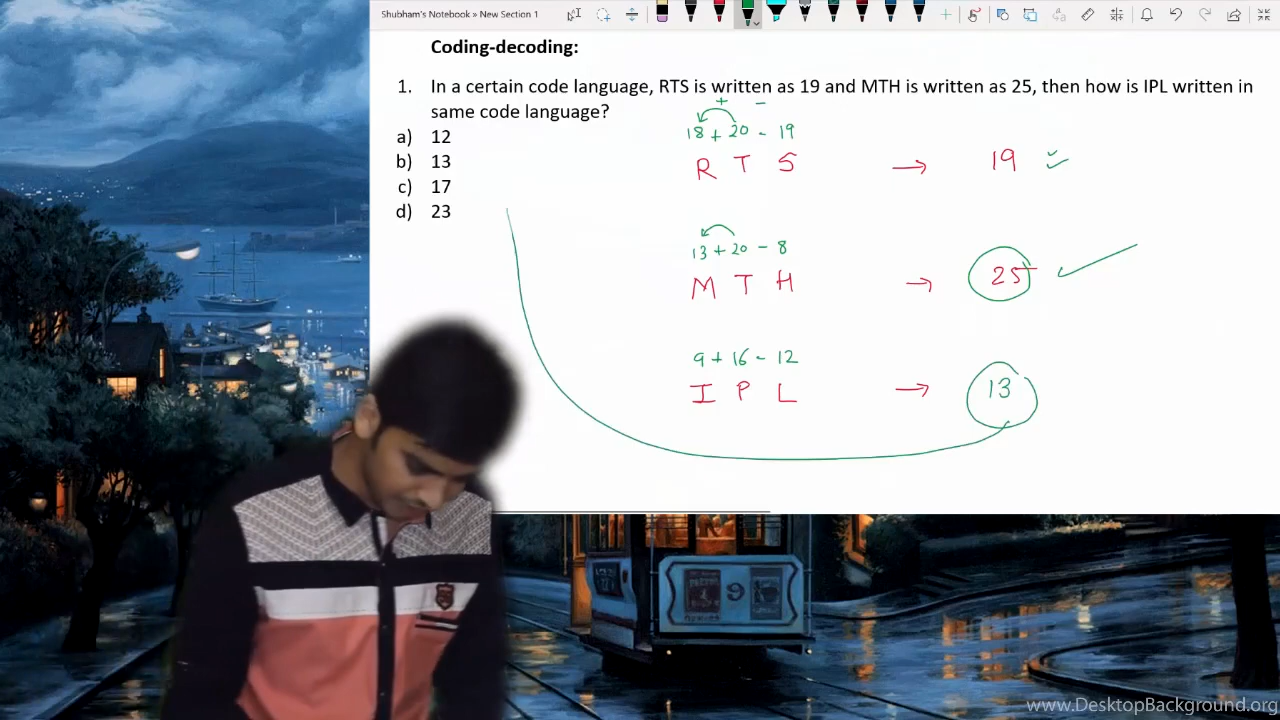 Shubham's Notebook » New Section 1
Coding-decoding:
1. In a certain code language, RTS is written as 19 and MTH is written as 25, then how is IPL written in
same code language?
a) 12
b) 13
c) 17
d) 23
+ -
18 + 20 - 19
R T S → 19
13 + 20 - 8
M T H → 25
9 + 16 - 12
I P L → 13
9
www.DesktopBackground.org